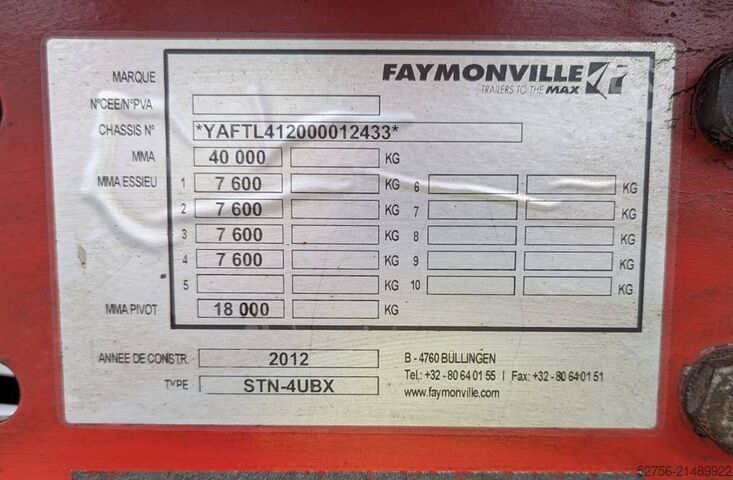 MARQUE FAYMONVILLE
TRAILERS TO THE MAX
N°CEE/N°PVA
CHASSIS N° *YAFTL412000012433*
MMA 40 000 KG
MMA ESSIEU 1 7 600 KG 6 KG
2 7 600 KG 7 KG
3 7 600 KG 8 KG
4 7 600 KG 9 KG
5 KG 10 KG
MMA PIVOT 18 000 KG
ANNEE DE CONSTR. 2012 B - 4760 BÜLLINGEN
Tel.: +32 - 80 64 01 55 | Fax: +32 - 80 64 01 51
TYPE STN-4UBX www.faymonville.com
52756-21489922